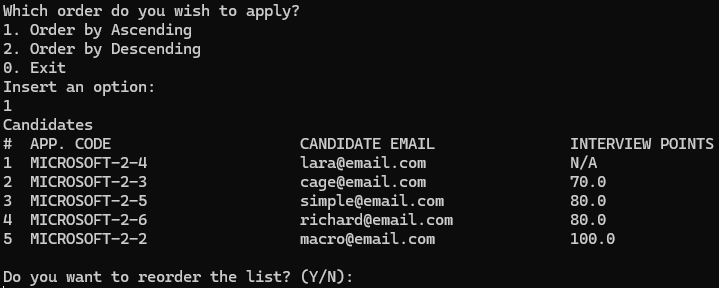 Which order do you wish to apply?
1. Order by Ascending
2. Order by Descending
0. Exit
Insert an option:
1
Candidates
#  APP. CODE                     CANDIDATE EMAIL               INTERVIEW POINTS
1  MICROSOFT-2-4                 lara@email.com                N/A
2  MICROSOFT-2-3                 cage@email.com                70.0
3  MICROSOFT-2-5                 simple@email.com              80.0
4  MICROSOFT-2-6                 richard@email.com             80.0
5  MICROSOFT-2-2                 macro@email.com               100.0
Do you want to reorder the list? (Y/N):